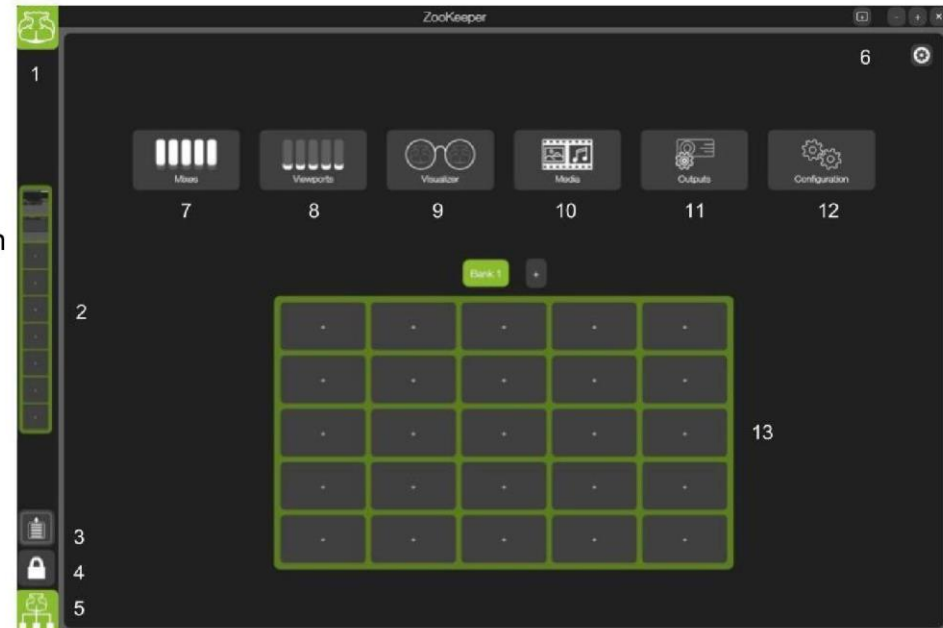 ZooKeeper
- + ×
6
1
Mixes Viewports Visualizer Media Outputs Configuration
7 8 9 10 11 12
n
Bank 1 +
2
+ + + + +
+ + + + +
+ + + + +
13
+ + + + +
+ + + + +
3
4
5